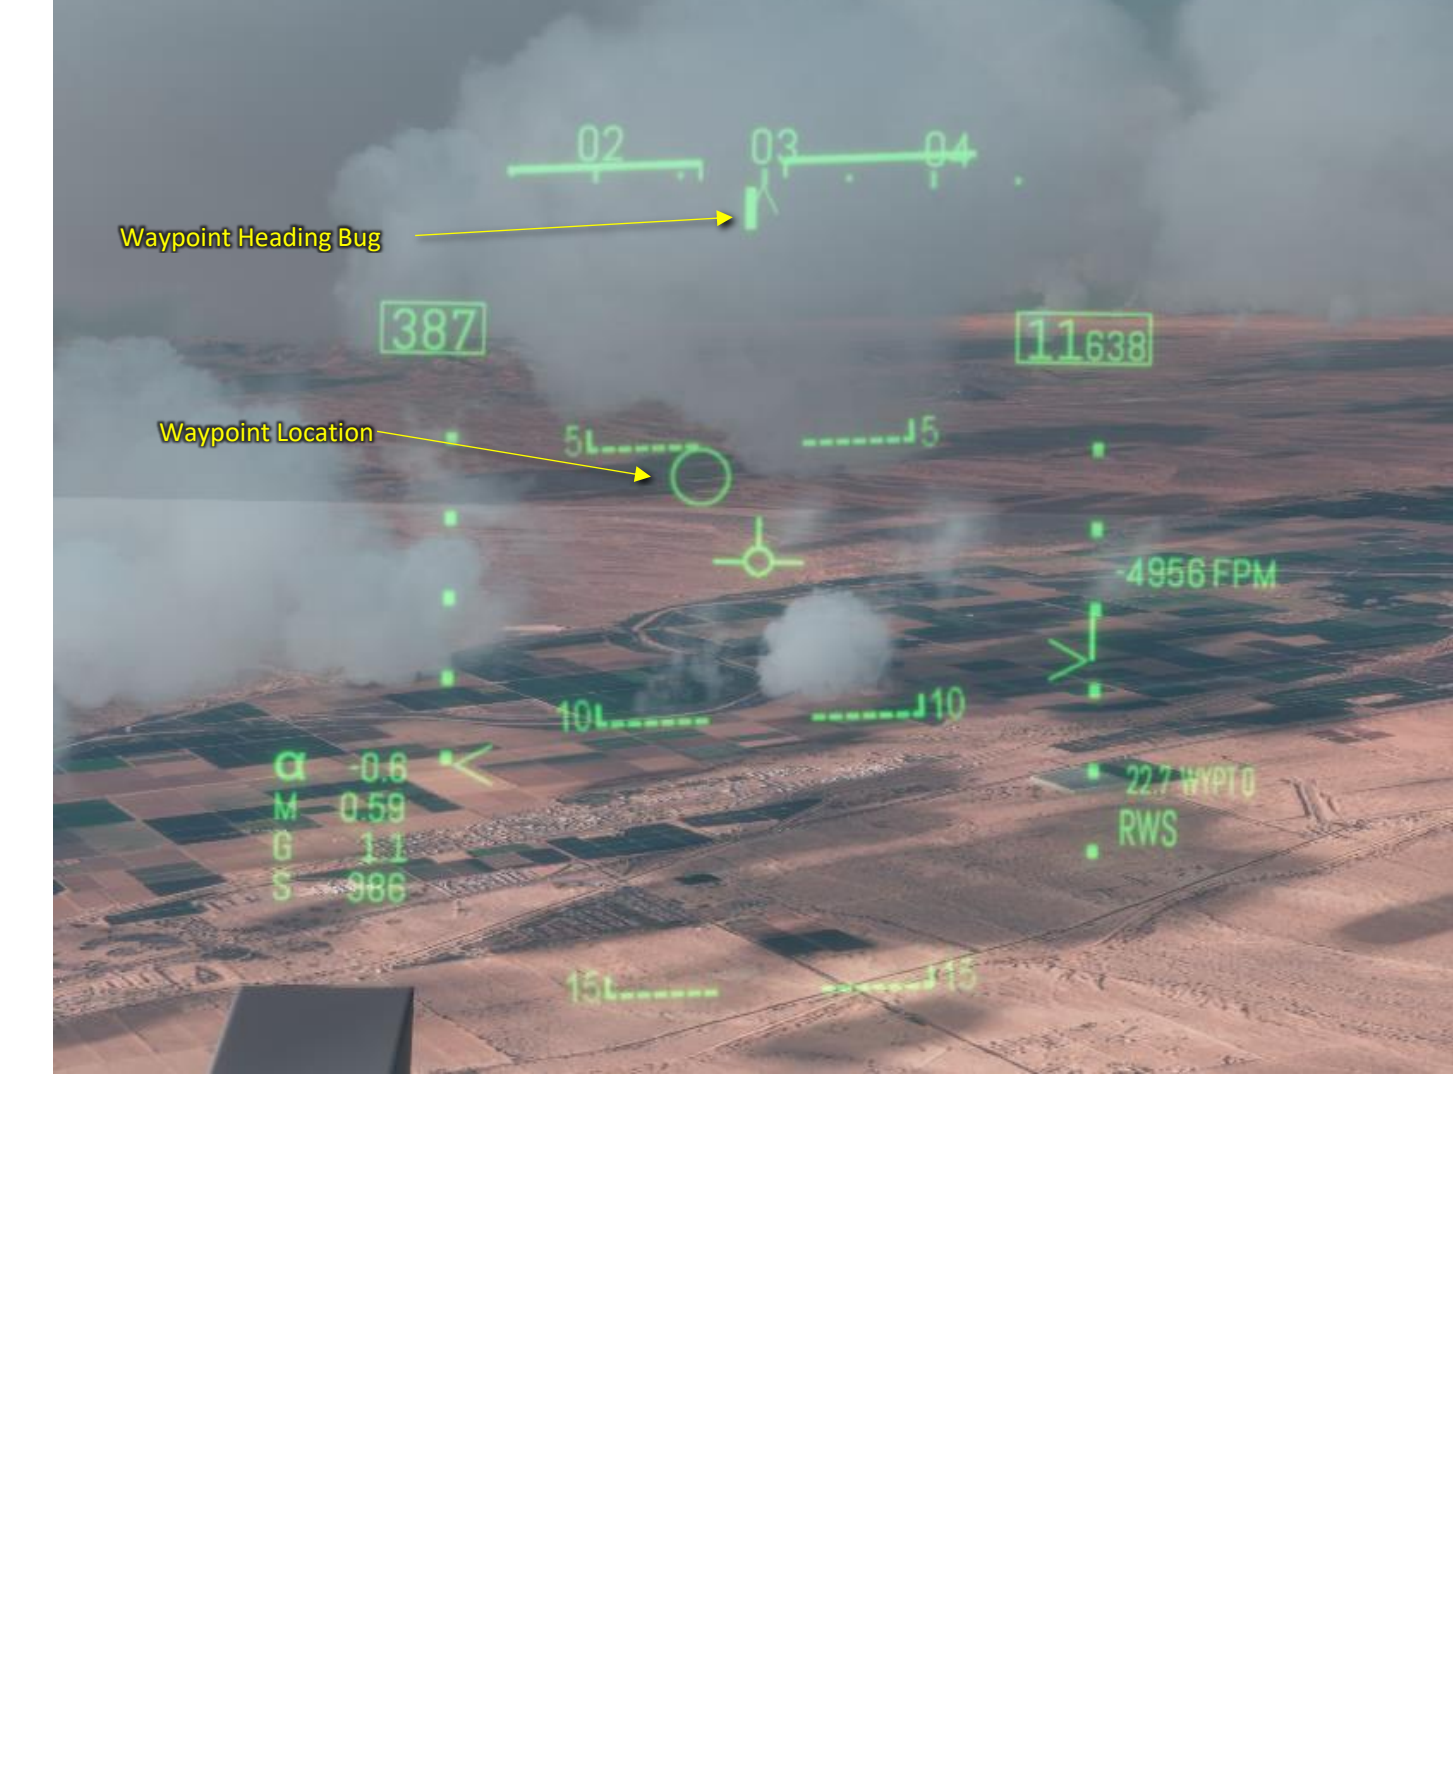 02 03 04
Waypoint Heading Bug
387 11638
Waypoint Location
5 5
-4956 FPM
10 10
α -0.6
M 0.59
G 1.1
S 986
22.7 WYPT 0
RWS
15 15